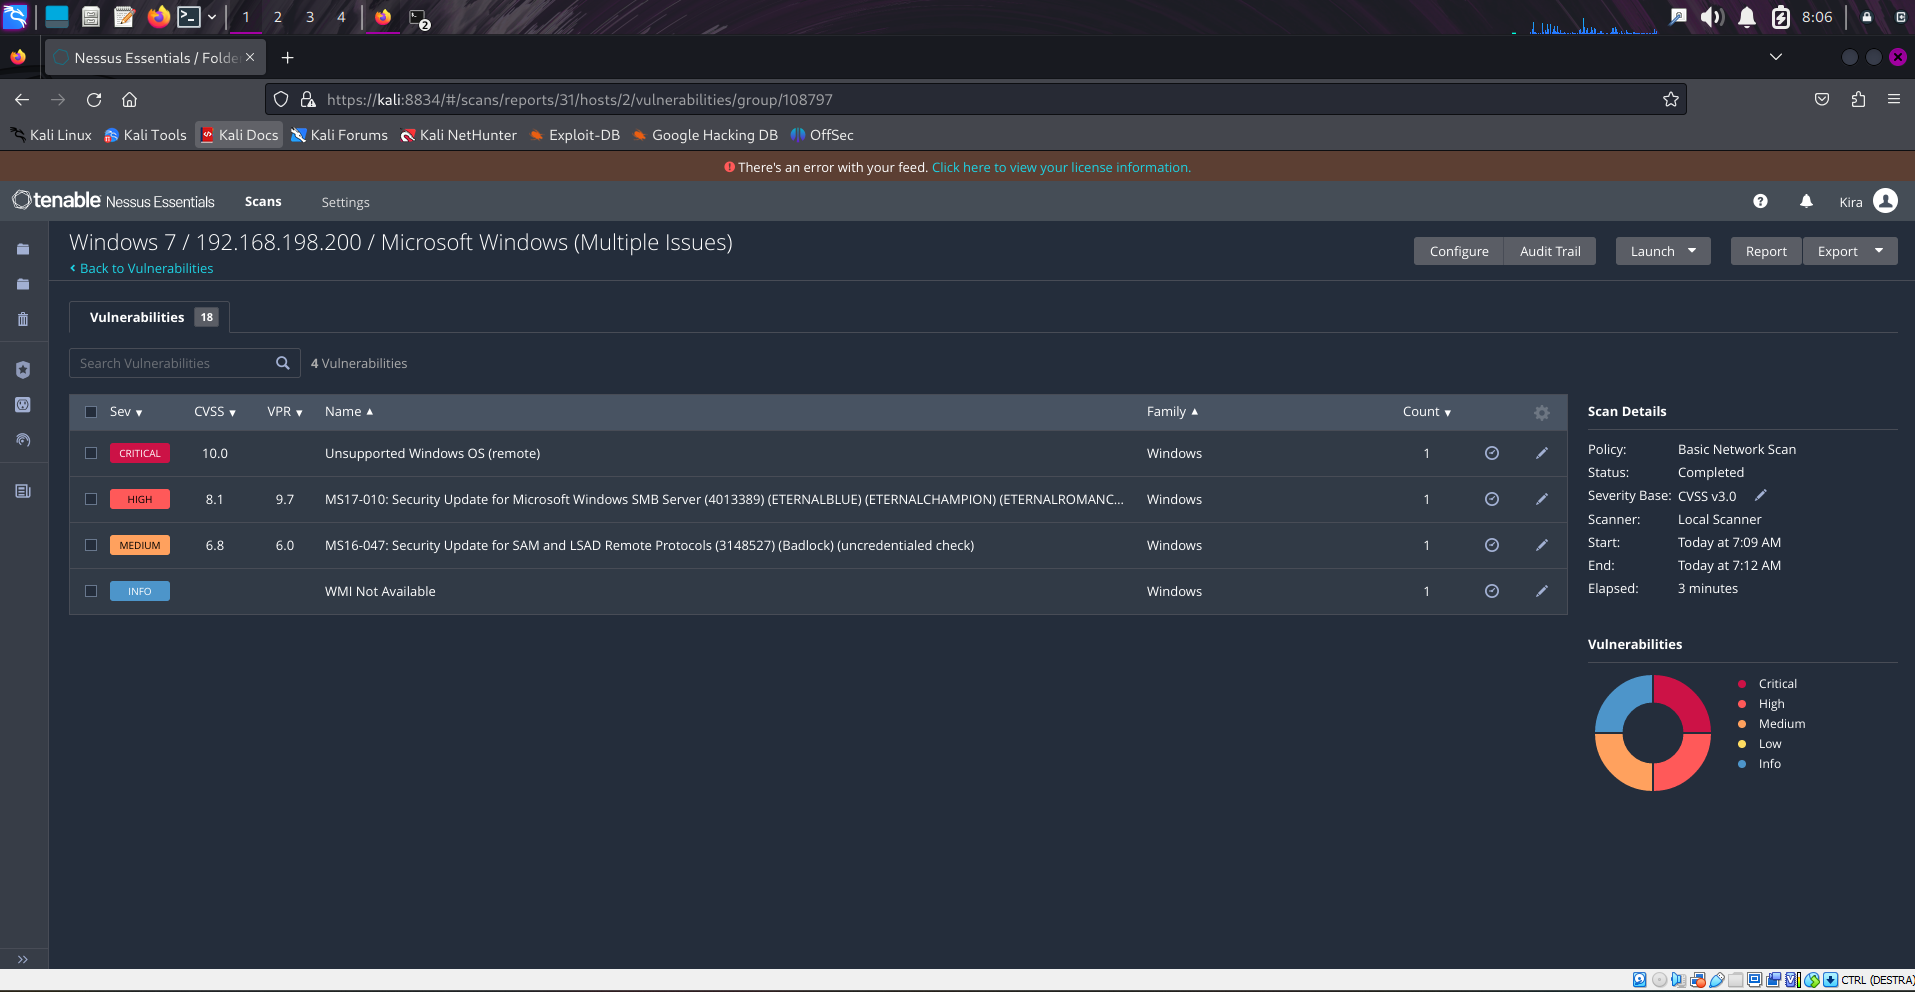 1 2 3 4 2 8:06
Nessus Essentials / Folde
https://kali:8834/#/scans/reports/31/hosts/2/vulnerabilities/group/108797
Kali Linux Kali Tools Kali Docs Kali Forums Kali NetHunter Exploit-DB Google Hacking DB OffSec
There's an error with your feed. Click here to view your license information.
tenable Nessus Essentials Scans Settings Kira
Windows 7 / 192.168.198.200 / Microsoft Windows (Multiple Issues)
Back to Vulnerabilities
Configure Audit Trail Launch Report Export
Vulnerabilities 18
Search Vulnerabilities 4 Vulnerabilities
Sev CVSS VPR Name Family Count
CRITICAL 10.0 Unsupported Windows OS (remote) Windows 1
HIGH 8.1 9.7 MS17-010: Security Update for Microsoft Windows SMB Server (4013389) (ETERNALBLUE) (ETERNALCHAMPION) (ETERNALROMANC... Windows 1
MEDIUM 6.8 6.0 MS16-047: Security Update for SAM and LSAD Remote Protocols (3148527) (Badlock) (uncredentialed check) Windows 1
INFO WMI Not Available Windows 1
Scan Details
Policy: Basic Network Scan
Status: Completed
Severity Base: CVSS v3.0
Scanner: Local Scanner
Start: Today at 7:09 AM
End: Today at 7:12 AM
Elapsed: 3 minutes
Vulnerabilities
Critical
High
Medium
Low
Info
CTRL (DESTRA)